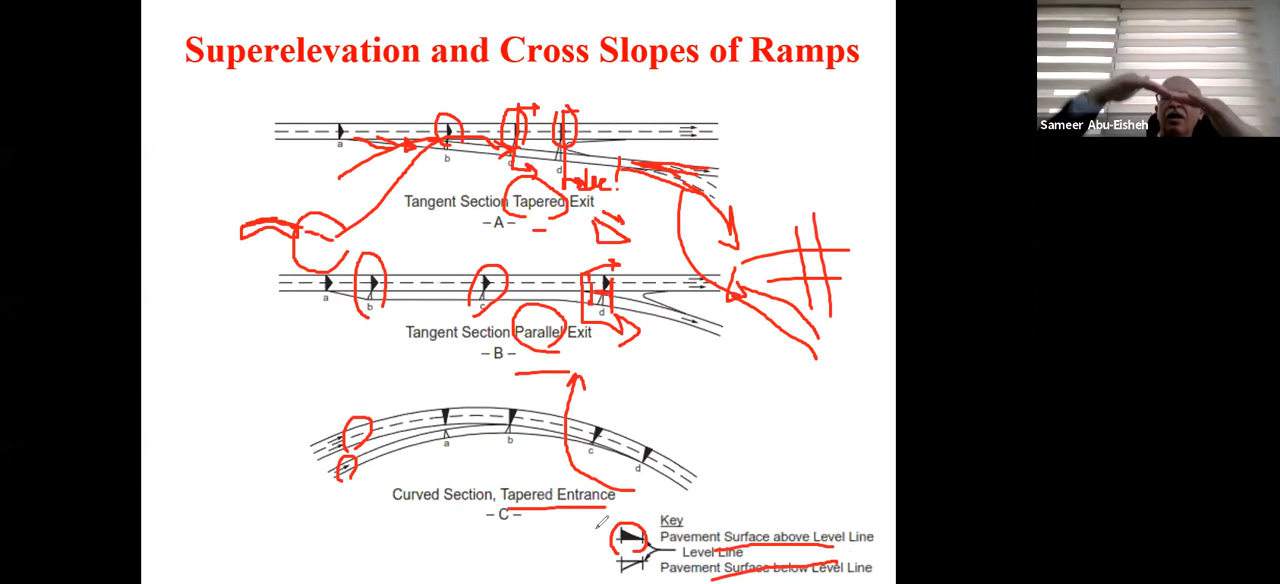 Superelevation and Cross Slopes of Ramps
Sameer Abu-Eisheh
a
b
c
d
Tangent Section Tapered Exit
– A –
a
b
c
d
Tangent Section Parallel Exit
– B –
a
b
c
d
Curved Section, Tapered Entrance
– C –
Key
Pavement Surface above Level Line
Level Line
Pavement Surface below Level Line